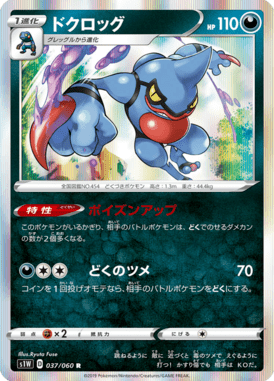 1進化 ドクロッグ HP110
グレッグルから進化
全国図鑑NO.454 どくづきポケモン 高さ：1.3m 重さ：44.4kg
特性 ポイズンアップ
このポケモンがいるかぎり、相手のバトルポケモンは、どくでのせるダメカン
の数が2個多くなる。
どくのツメ 70
コインを1回投げオモテなら、相手のバトルポケモンをどくにする。
弱点 ×2 抵抗力 にげる
Illus.Ryuta Fuse
S1W D 037/060 R
©2019 Pokémon/Nintendo/Creatures/GAME FREAK.